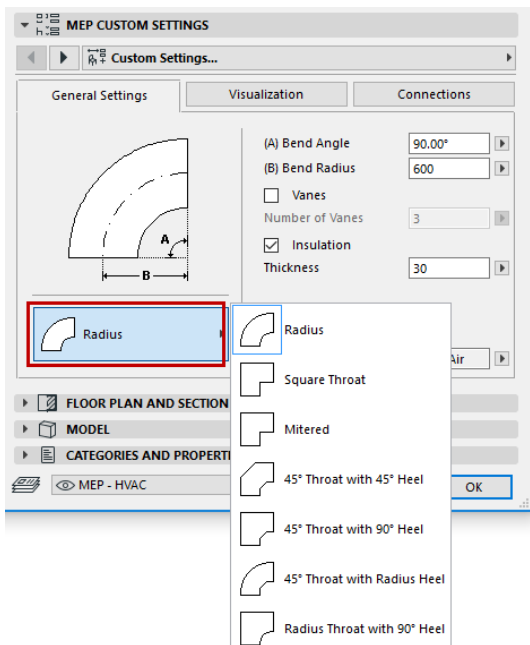 MEP CUSTOM SETTINGS
Custom Settings...
General Settings
Visualization
Connections
(A) Bend Angle
90.00°
(B) Bend Radius
600
Vanes
Number of Vanes
3
Insulation
Thickness
30
A
B
Radius
Radius
Air
Square Throat
Mitered
45° Throat with 45° Heel
45° Throat with 90° Heel
45° Throat with Radius Heel
Radius Throat with 90° Heel
FLOOR PLAN AND SECTION
MODEL
CATEGORIES AND PROPERTI
MEP - HVAC
OK